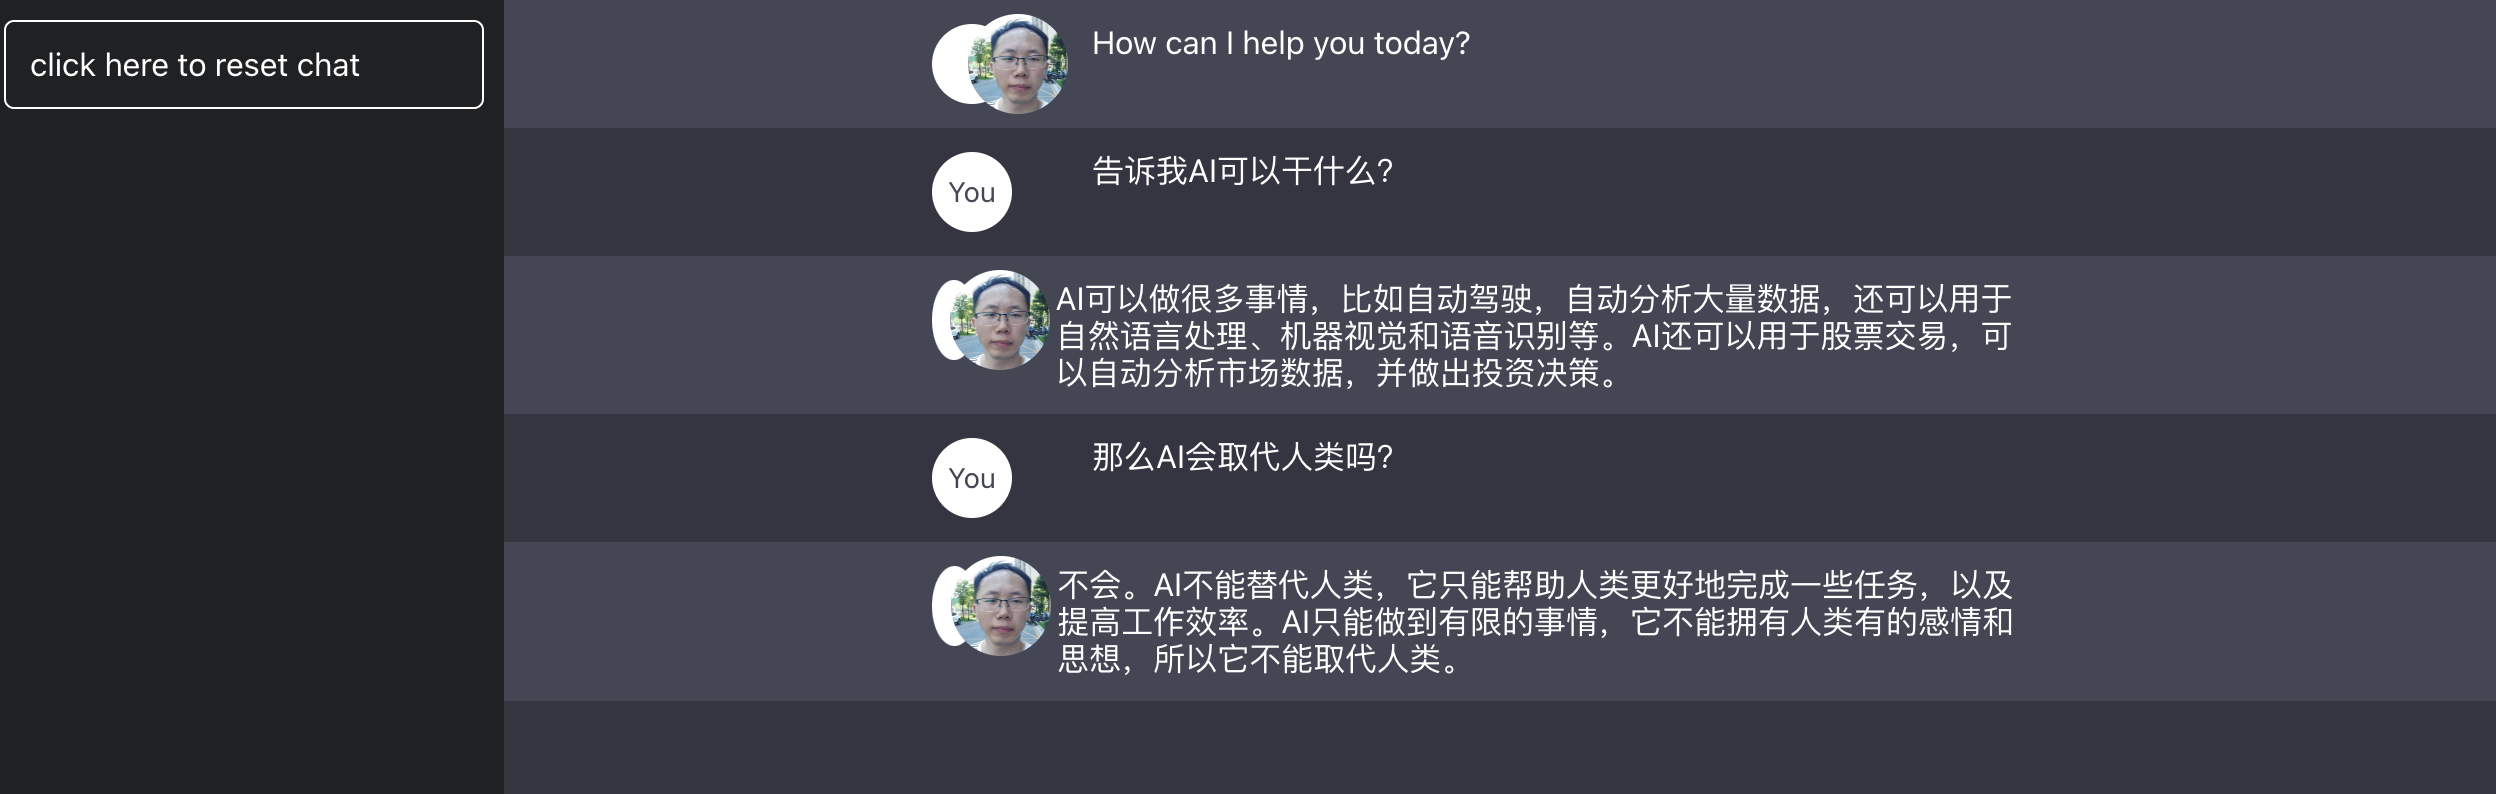 click here to reset chat
How can I help you today?
You
告诉我AI可以干什么?
AI可以做很多事情，比如自动驾驶，自动分析大量数据，还可以用于
自然语言处理、机器视觉和语音识别等。AI还可以用于股票交易，可
以自动分析市场数据，并做出投资决策。
You
那么AI会取代人类吗?
不会。AI不能替代人类，它只能帮助人类更好地完成一些任务，以及
提高工作效率。AI只能做到有限的事情，它不能拥有人类有的感情和
思想，所以它不能取代人类。